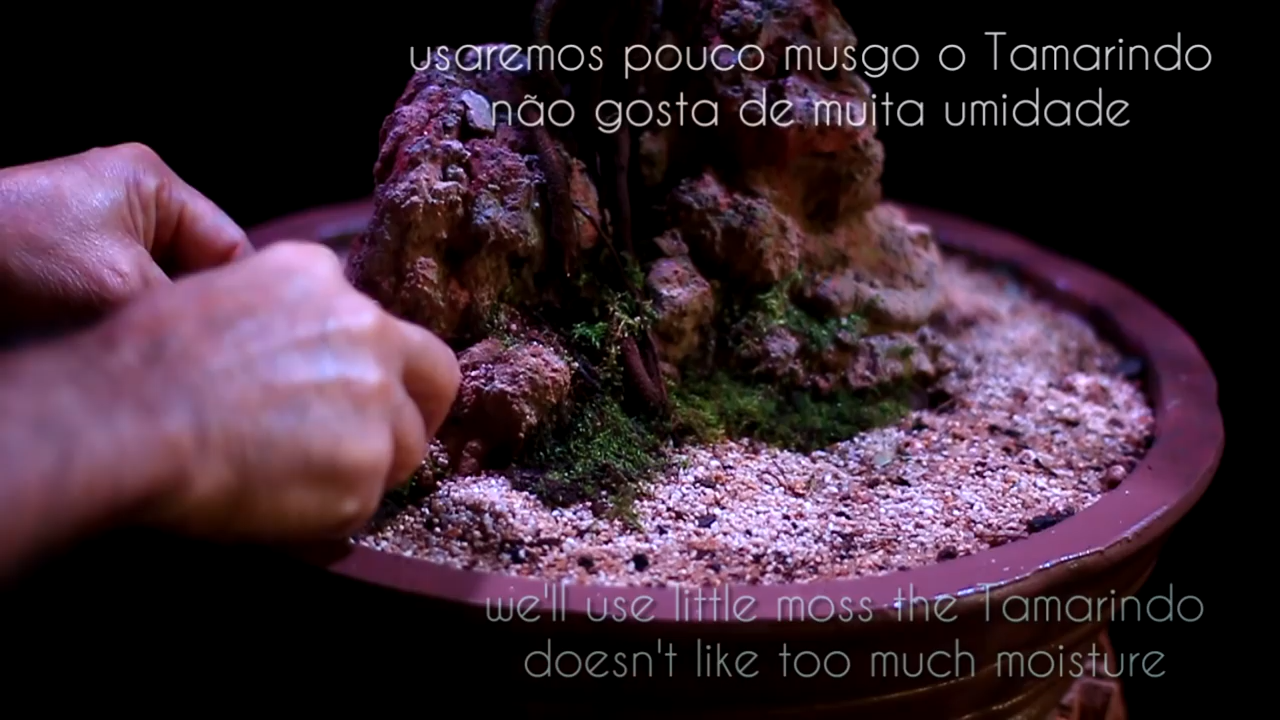 usaremos pouco musgo o Tamarindo
não gosta de muita umidade
we'll use little moss the Tamarindo
doesn't like too much moisture